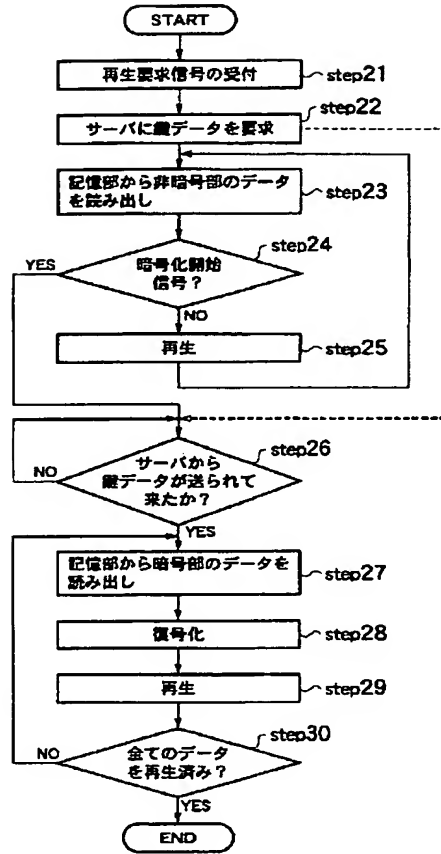 START
再生要求信号の受付
step21
step22
サーバに鍵データを要求
記憶部から非暗号部のデータ
を読み出し
step23
step24
YES
暗号化開始
信号？
NO
再生
step25
step26
サーバから
NO
鍵データが送られて
来たか？
YES
記憶部から暗号部のデータを
読み出し
step27
復号化
step28
再生
step29
step30
NO
全てのデータ
を再生済み？
YES
END